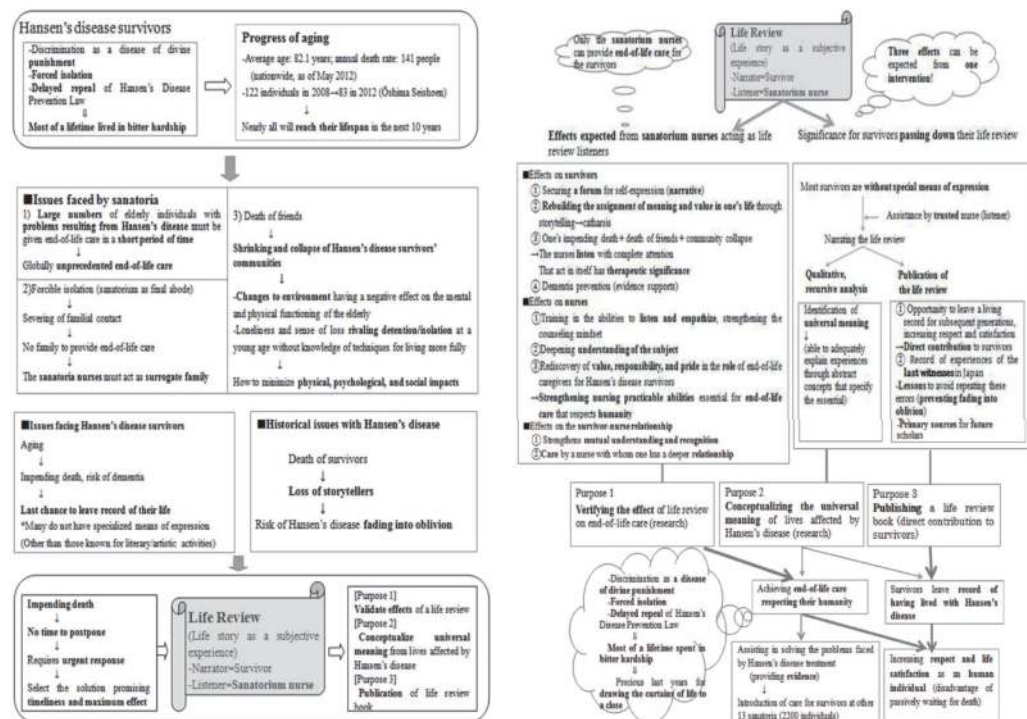 Hansen's disease survivors
-Discrimination as a disease of divine
punishment
-Forced isolation
-Delayed repeal of Hansen's Disease
Prevention Law
⇓
Most of a lifetime lived in bitter hardship
Progress of aging
-Average age: 82.1 years; annual death rate: 141 people
(nationwide, as of May 2012)
-122 individuals in 2008→83 in 2012 (Ōshima Seishoen)
↓
Nearly all will reach their lifespan in the next 10 years
■Issues faced by sanatoria
1) Large numbers of elderly individuals with
problems resulting from Hansen's disease must be
given end-of-life care in a short period of time
↓
Globally unprecedented end-of-life care
2)Forcible isolation (sanatorium as final abode)
↓
Severing of familial contact
↓
No family to provide end-of-life care
↓
The sanatoria nurses must act as surrogate family
3) Death of friends
↓
Shrinking and collapse of Hansen's disease survivors'
communities
↓
-Changes to environment having a negative effect on the mental
and physical functioning of the elderly
-Loneliness and sense of loss rivaling detention/isolation at a
young age without knowledge of techniques for living more fully
↓
How to minimize physical, psychological, and social impacts
■Issues facing Hansen's disease survivors
Aging
↓
Impending death, risk of dementia
↓
Last chance to leave record of their life
*Many do not have specialized means of expression
(Other than those known for literary/artistic activities)
■Historical issues with Hansen's disease
Death of survivors
↓
Loss of storytellers
↓
Risk of Hansen's disease fading into oblivion
Impending death
↓
No time to postpone
↓
Requires urgent response
↓
Select the solution promising
timeliness and maximum effect
Life Review
(Life story as a subjective
experience)
-Narrator=Survivor
-Listener=Sanatorium nurse
[Purpose 1]
Validate effects of a life review
[Purpose 2]
Conceptualize universal
meaning from lives affected by
Hansen's disease
[Purpose 3]
Publication of life review
book
Only the sanatorium nurses
can provide end-of-life care for
the survivors
Life Review
(Life story as a subjective
experience)
-Narrator=Survivor
-Listener=Sanatorium nurse
Three effects can be
expected from one
intervention!
Effects expected from sanatorium nurses acting as life
review listeners
■Effects on survivors
① Securing a forum for self-expression (narrative)
② Rebuilding the assignment of meaning and value in one's life through
storytelling→catharsis
③ One's impending death+death of friends+community collapse
→The nurses listen with complete attention
That act in itself has therapeutic significance
④ Dementia prevention (evidence supports)
■Effects on nurses
①Training in the abilities to listen and empathize, strengthening the
counseling mindset
②Deepening understanding of the subject
③Rediscovery of value, responsibility, and pride in the role of end-of-life
caregivers for Hansen's disease survivors
→Strengthening nursing practicable abilities essential for end-of-life
care that respects humanity
■Effects on the survivor-nurse relationship
① Strengthens mutual understanding and recognition
② Care by a nurse with whom one has a deeper relationship
Significance for survivors passing down their life review
Most survivors are without special means of expression
Assistance by trusted nurse (listener)
Narrating the life review
Qualitative,
recursive analysis
Identification of
universal meaning
↓
(able to adequately
explain experiences
through abstract
concepts that specify
the essential)
Publication of
the life review
① Opportunity to leave a living
record for subsequent generations,
increasing respect and satisfaction
→Direct contribution to survivors
② Record of experiences of the
last witnesses in Japan
-Lessons to avoid repeating these
errors (preventing fading into
oblivion)
-Primary sources for future
scholars
Purpose 1
Verifying the effect of life review
on end-of-life care (research)
Purpose 2
Conceptualizing the universal
meaning of lives affected by
Hansen's disease (research)
Purpose 3
Publishing a life review
book (direct contribution to
survivors)
-Discrimination as a disease
of divine punishment
-Forced isolation
-Delayed repeal of Hansen's
Disease Prevention Law
⇓
Most of a lifetime spent in
bitter hardship
↓
Precious last years for
drawing the curtains of life to
a close
Achieving end-of-life care
respecting their humanity
Survivors leave record of
having lived with Hansen's
disease
Assisting in solving the problems faced
by Hansen's disease treatment
(providing evidence)
↓
Introduction of care for survivors at other
13 sanatoria (2200 individuals)
Increasing respect and life
satisfaction as a human
individual (disadvantage of
passively waiting for death)